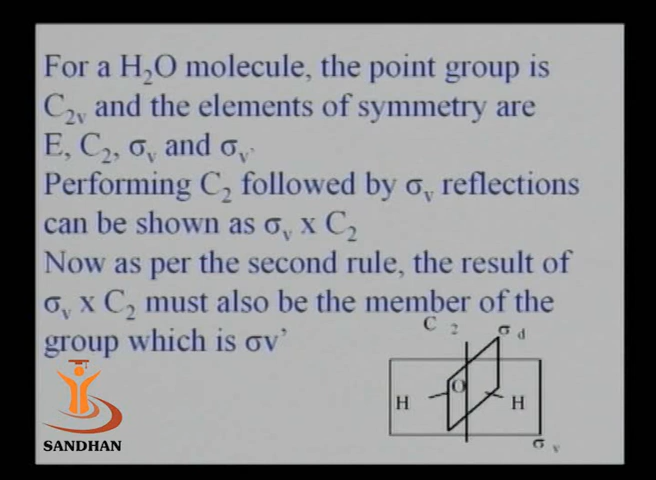 For a H₂O molecule, the point group is
C₂ᵥ and the elements of symmetry are
E, C₂, σᵥ and σᵥ'
Performing C₂ followed by σᵥ reflections
can be shown as σᵥ x C₂
Now as per the second rule, the result of
σᵥ x C₂ must also be the member of the
group which is σv’
C 2 σ d
O
H H
σ v
SANDHAN